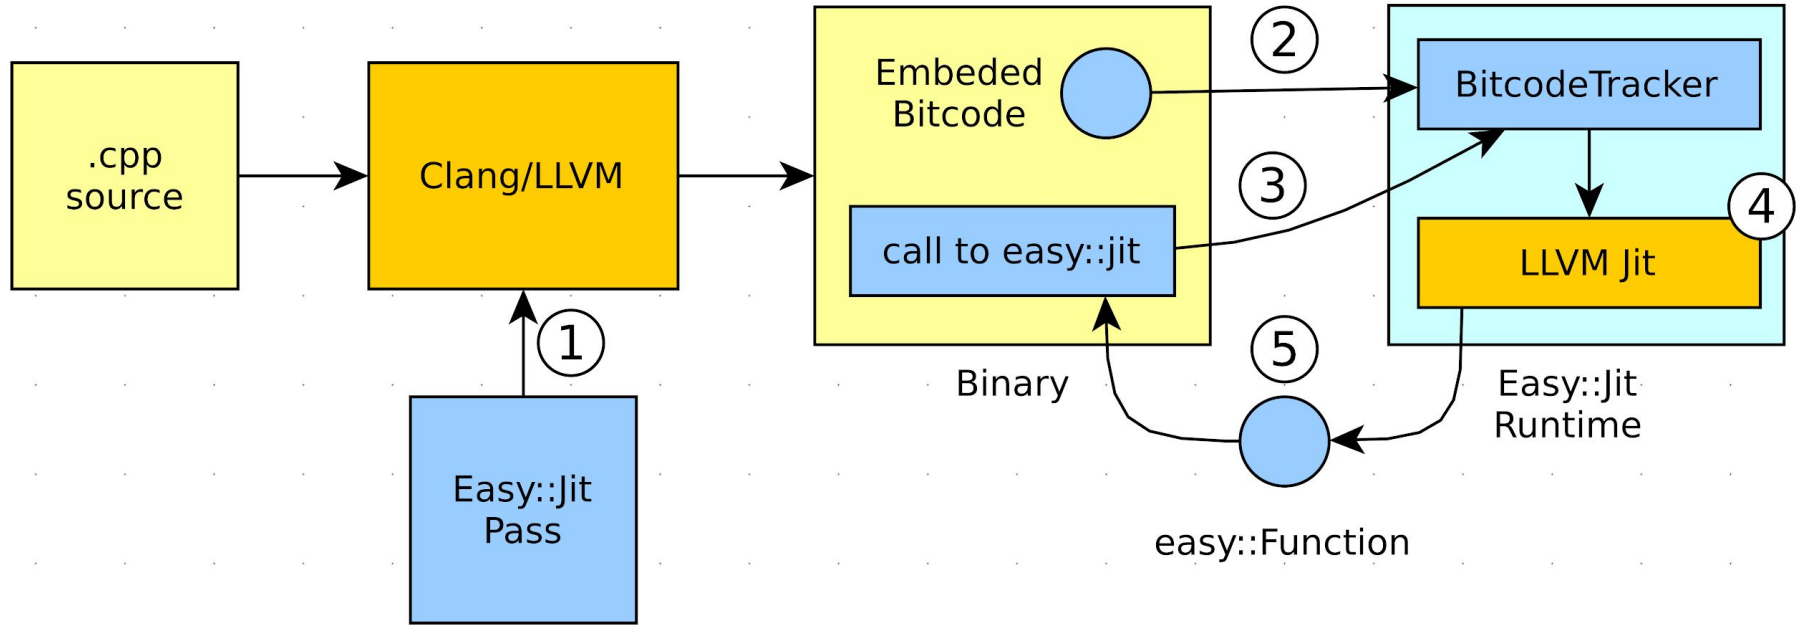 .cpp
source
Clang/LLVM
1
Easy::Jit
Pass
Embeded
Bitcode
call to easy::jit
Binary
2
3
BitcodeTracker
4
LLVM Jit
Easy::Jit
Runtime
5
easy::Function